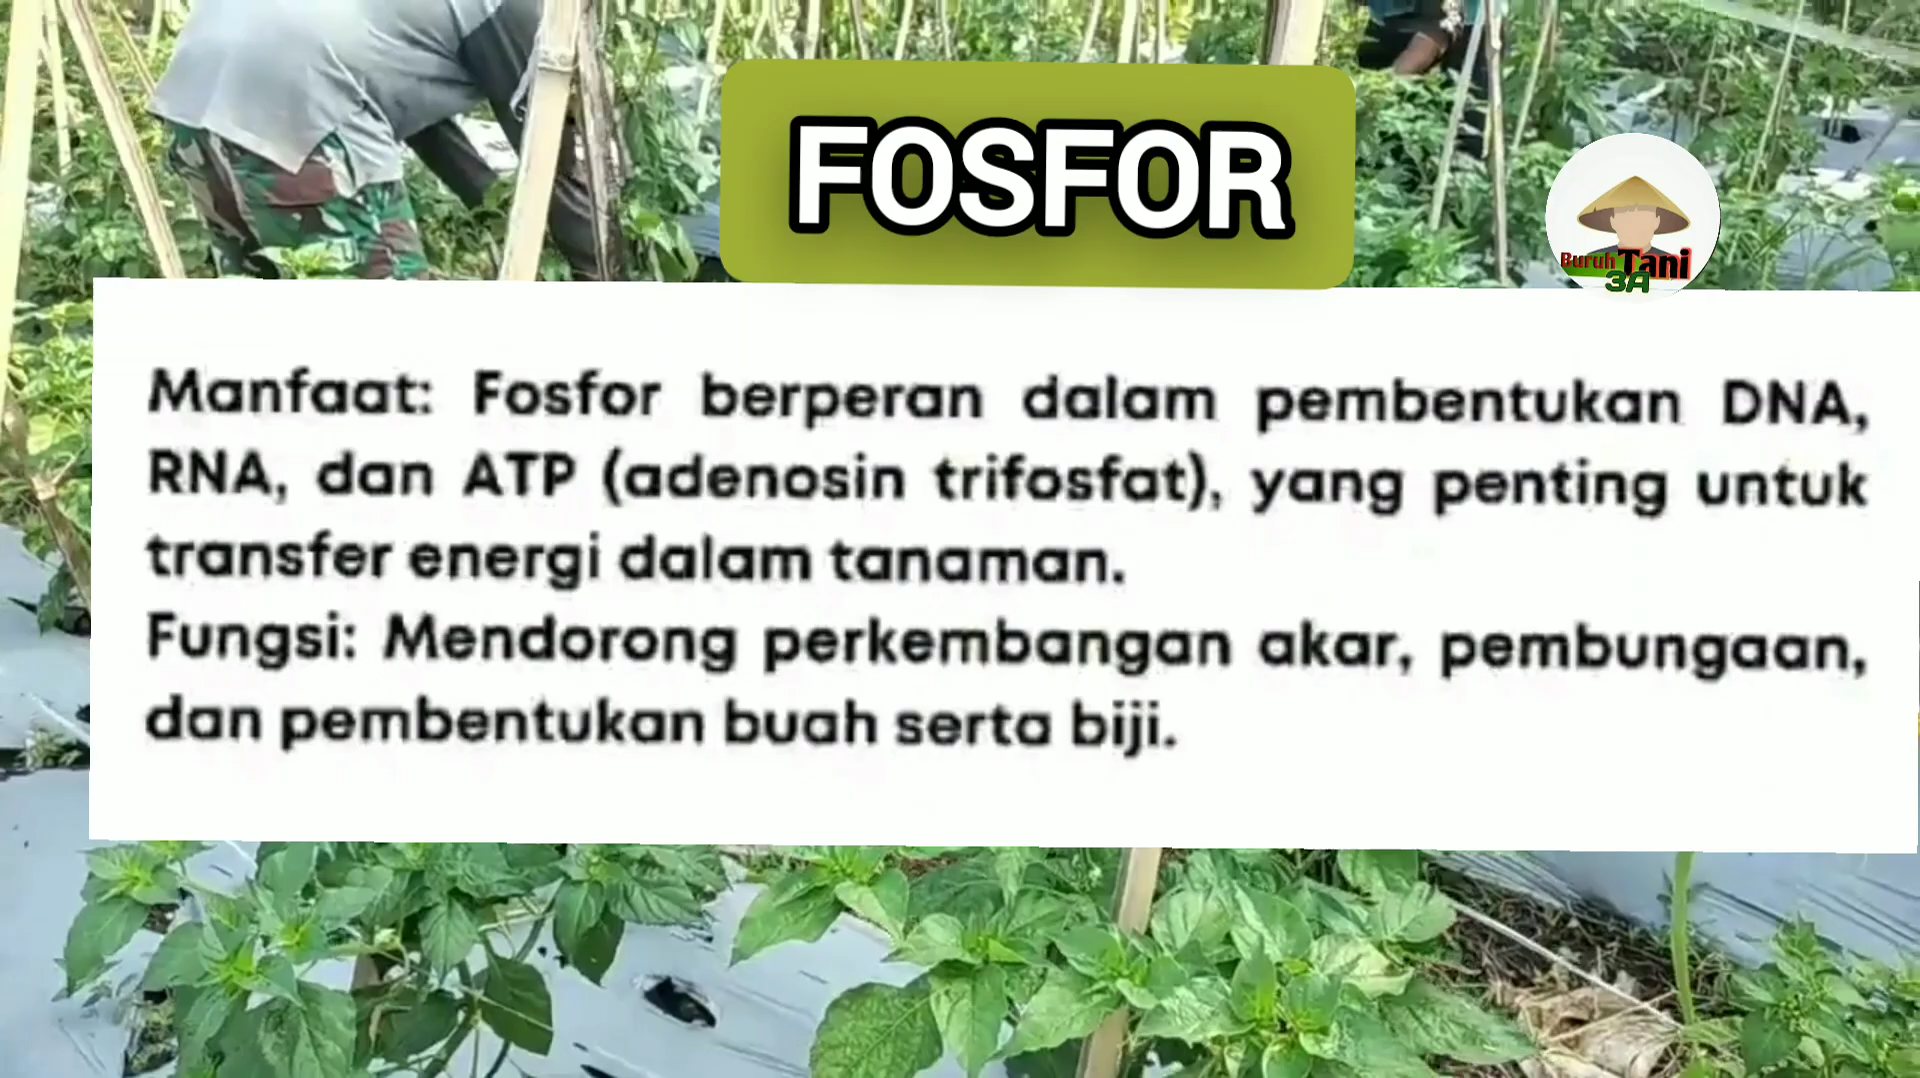 FOSFOR
Buruh Tani
3A
Manfaat: Fosfor berperan dalam pembentukan DNA,
RNA, dan ATP (adenosin trifosfat), yang penting untuk
transfer energi dalam tanaman.
Fungsi: Mendorong perkembangan akar, pembungaan,
dan pembentukan buah serta biji.